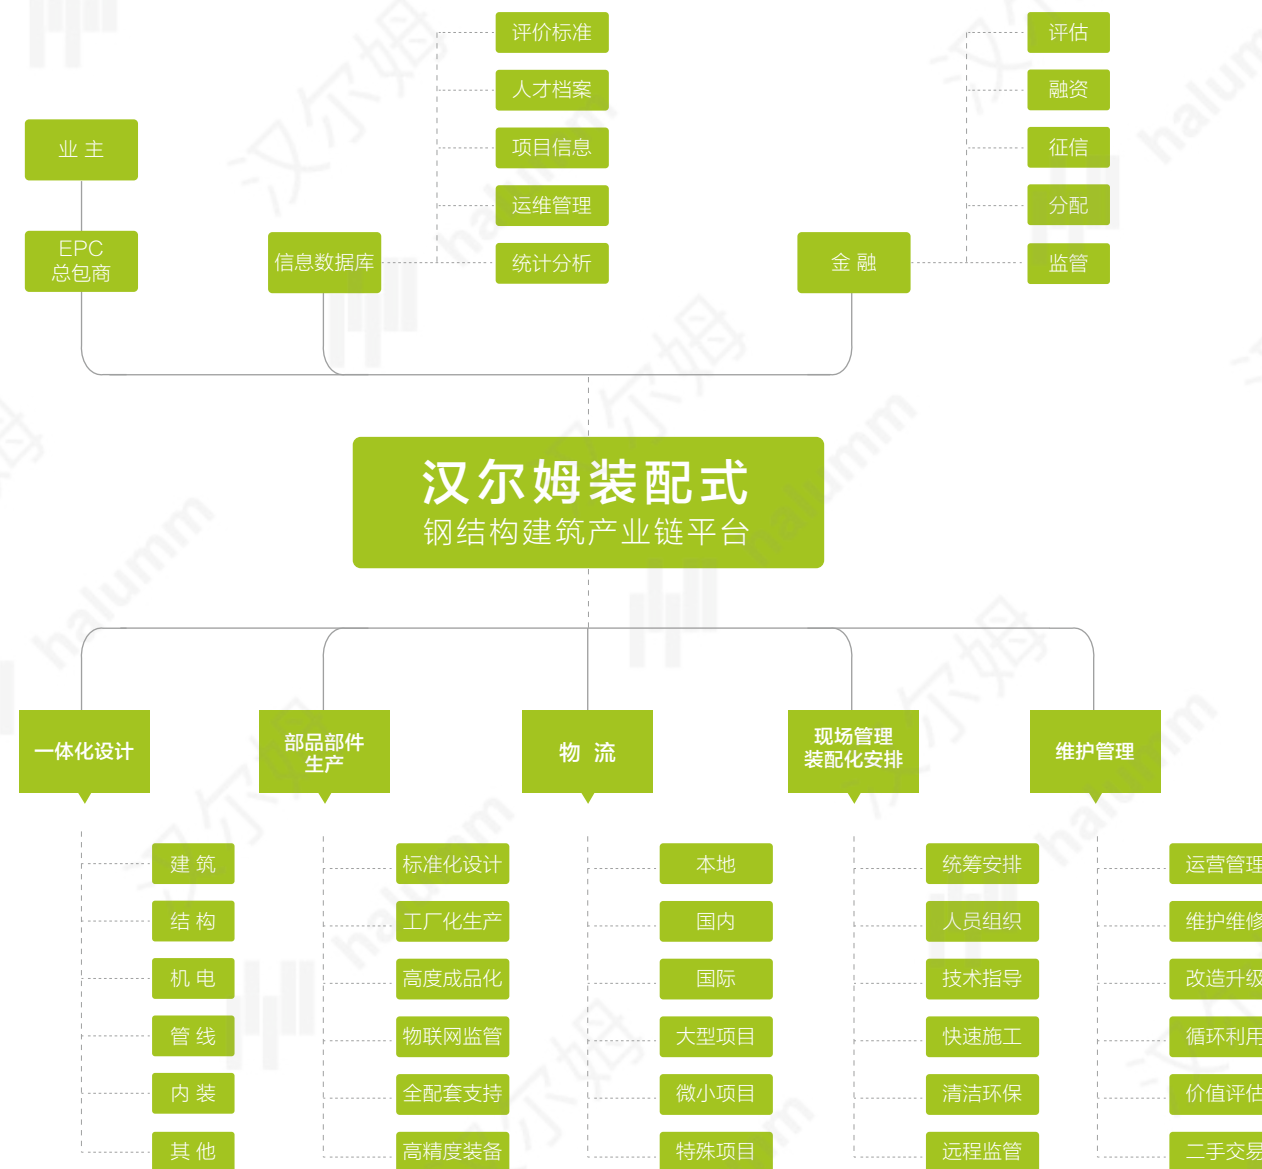 业 主
EPC
总包商
信息数据库
评价标准
人才档案
项目信息
运维管理
统计分析
金 融
评估
融资
征信
分配
监管
汉尔姆装配式
钢结构建筑产业链平台
一体化设计
建 筑
结 构
机 电
管 线
内 装
其 他
部品部件
生产
标准化设计
工厂化生产
高度成品化
物联网监管
全配套支持
高精度装备
物 流
本地
国内
国际
大型项目
微小项目
特殊项目
现场管理
装配化安排
统筹安排
人员组织
技术指导
快速施工
清洁环保
远程监管
维护管理
运营管理
维护维修
改造升级
循环利用
价值评估
二手交易
汉尔姆
halumm